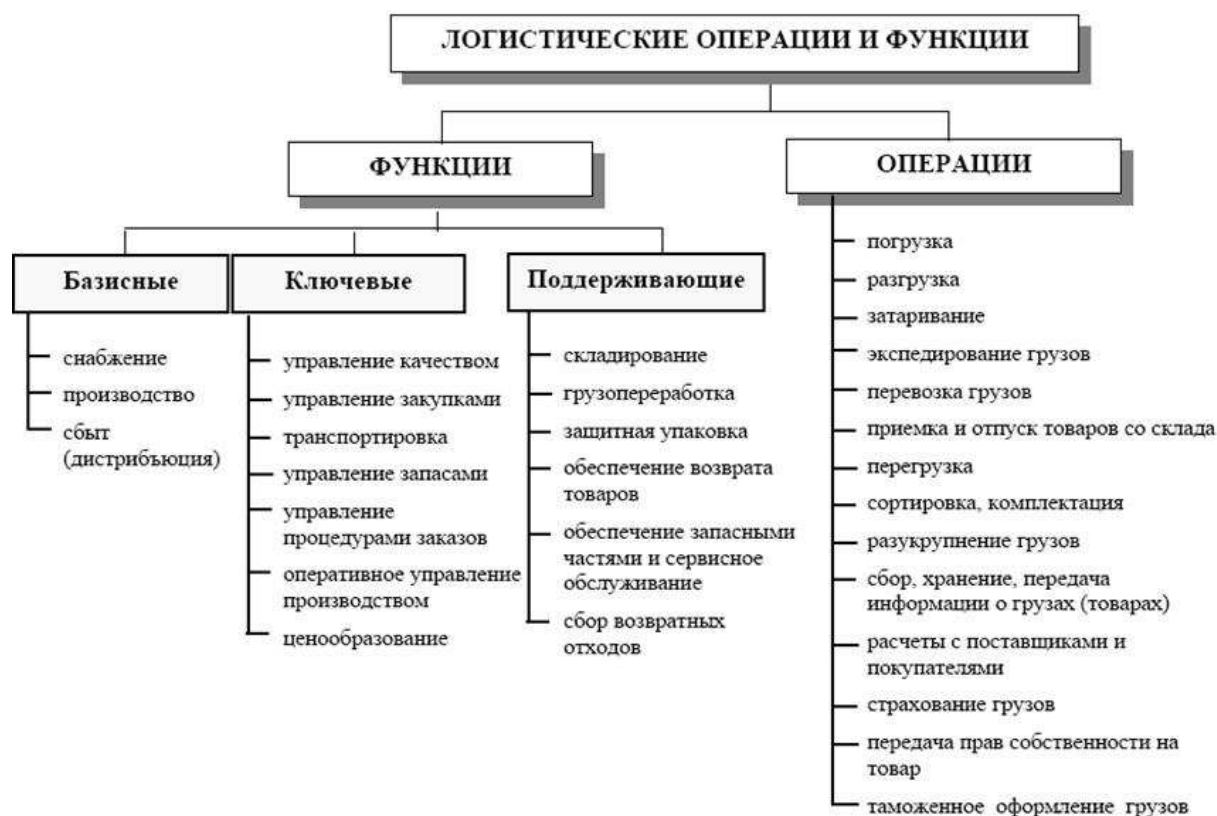 ЛОГИСТИЧЕСКИЕ ОПЕРАЦИИ И ФУНКЦИИ
ФУНКЦИИ
Базисные
снабжение
производство
сбыт
(дистрибъюция)
Ключевые
управление качеством
управление закупками
транспортировка
управление запасами
управление
процедурами заказов
оперативное управление
производством
ценообразование
Поддерживающие
складирование
грузопереработка
защитная упаковка
обеспечение возврата
товаров
обеспечение запасными
частями и сервисное
обслуживание
сбор возвратных
отходов
ОПЕРАЦИИ
погрузка
разгрузка
затаривание
экспедирование грузов
перевозка грузов
приемка и отпуск товаров со склада
перегрузка
сортировка, комплектация
разукрупнение грузов
сбор, хранение, передача
информации о грузах (товарах)
расчеты с поставщиками и
покупателями
страхование грузов
передача прав собственности на
товар
таможенное оформление грузов